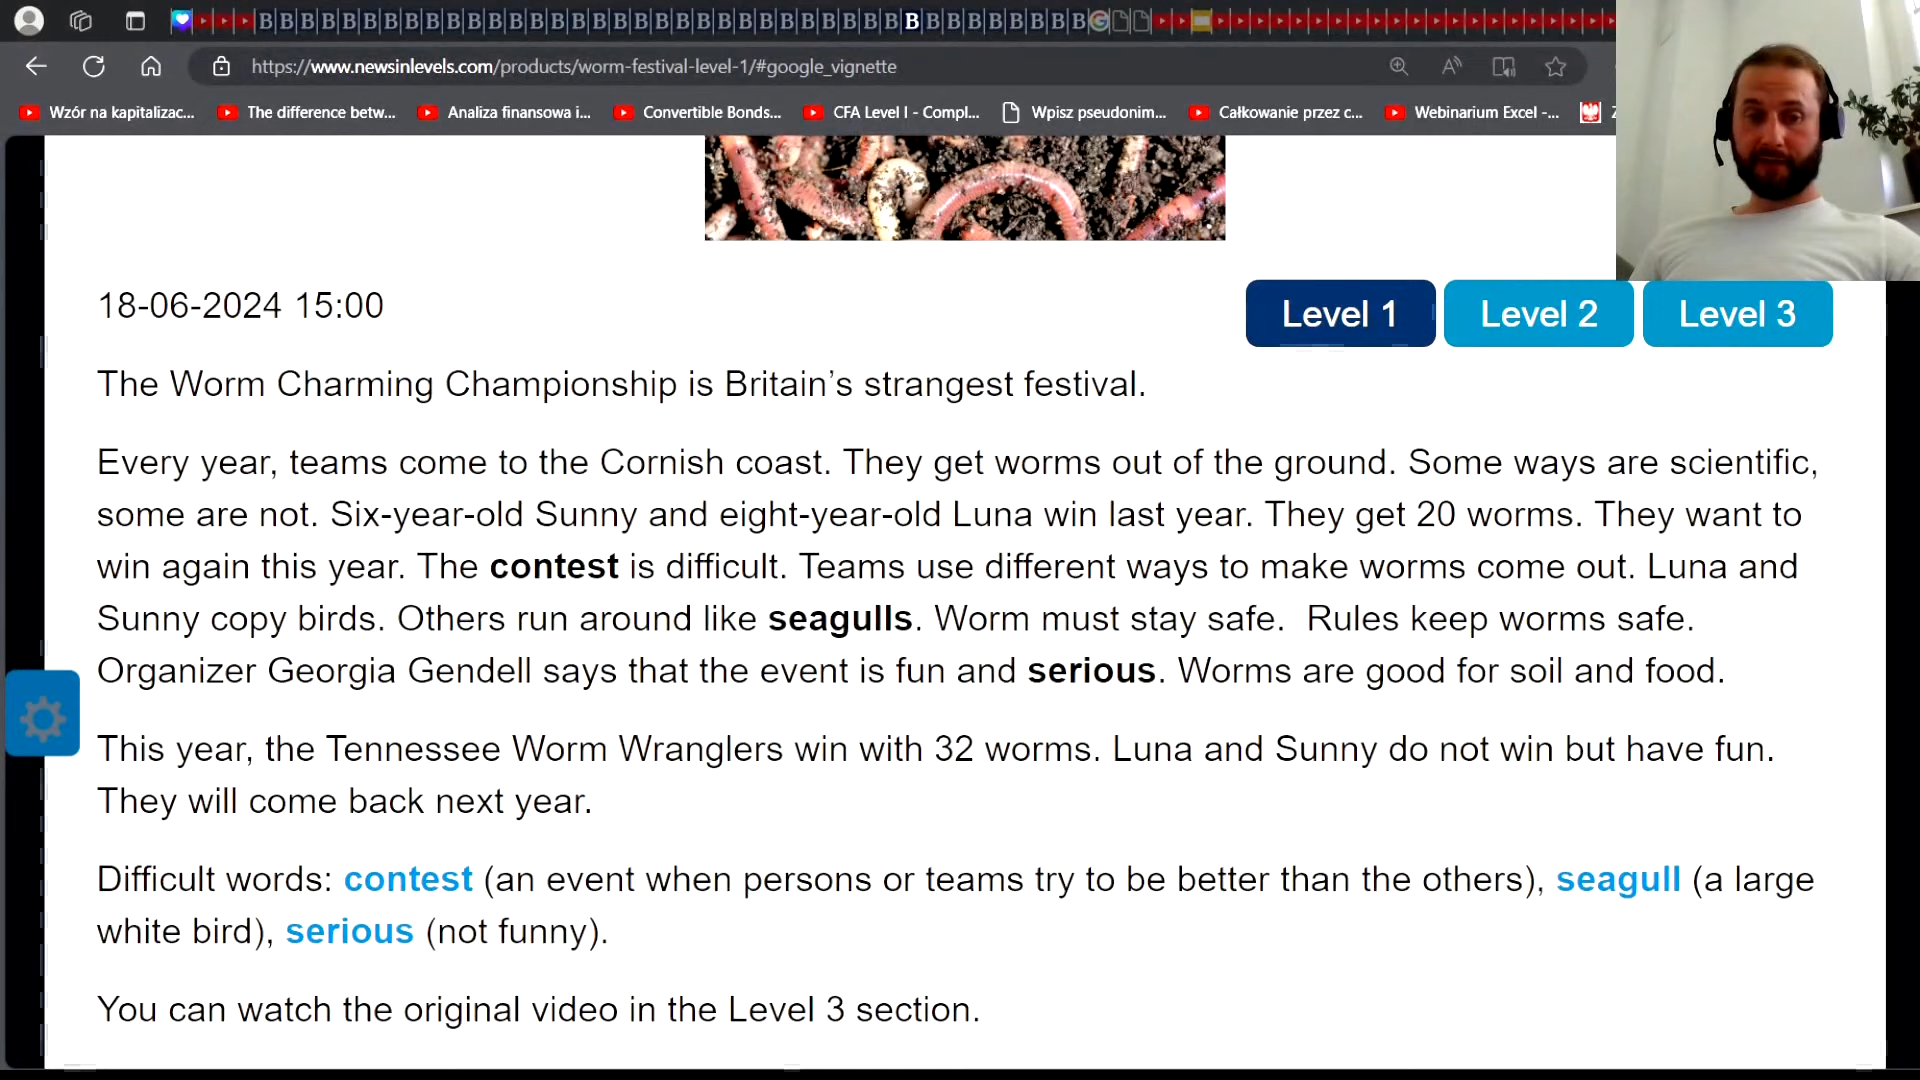 https://www.newsinlevels.com/products/worm-festival-level-1/#google_vignette
Wzór na kapitalizac... The difference betw... Analiza finansowa i... Convertible Bonds... CFA Level I - Compl... Wpisz pseudonim... Całkowanie przez c... Webinarium Excel -...
18-06-2024 15:00
Level 1 Level 2 Level 3
The Worm Charming Championship is Britain’s strangest festival.
Every year, teams come to the Cornish coast. They get worms out of the ground. Some ways are scientific,
some are not. Six-year-old Sunny and eight-year-old Luna win last year. They get 20 worms. They want to
win again this year. The contest is difficult. Teams use different ways to make worms come out. Luna and
Sunny copy birds. Others run around like seagulls. Worm must stay safe.  Rules keep worms safe.
Organizer Georgia Gendell says that the event is fun and serious. Worms are good for soil and food.
This year, the Tennessee Worm Wranglers win with 32 worms. Luna and Sunny do not win but have fun.
They will come back next year.
Difficult words: contest (an event when persons or teams try to be better than the others), seagull (a large
white bird), serious (not funny).
You can watch the original video in the Level 3 section.